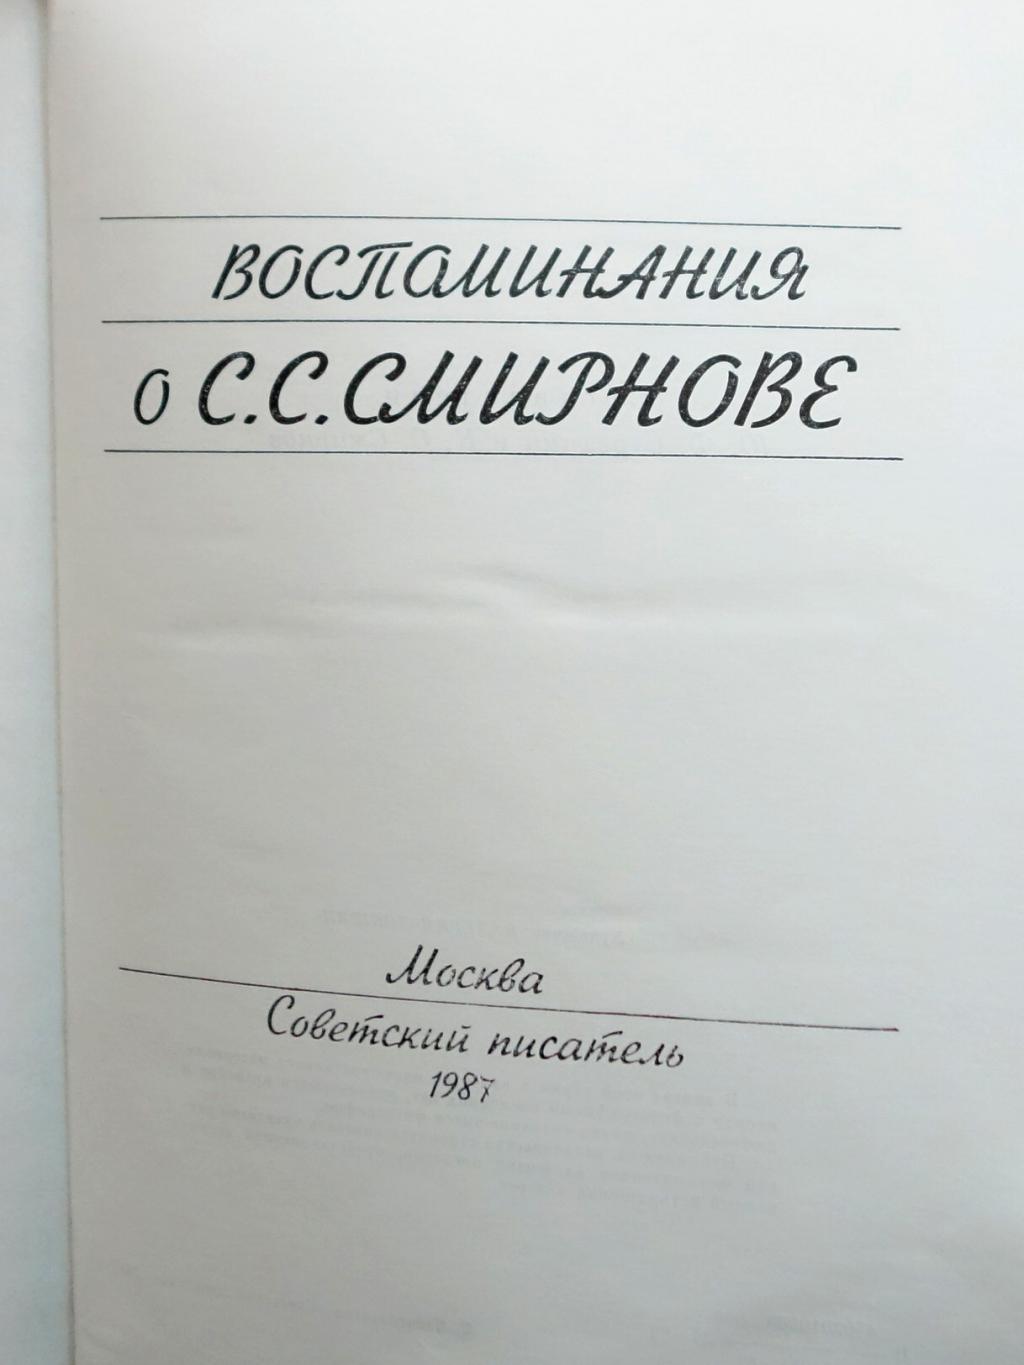 ВОСПОМИНАНИЯ
О С.С.СМИРНОВЕ
Москва
Советский писатель
1987